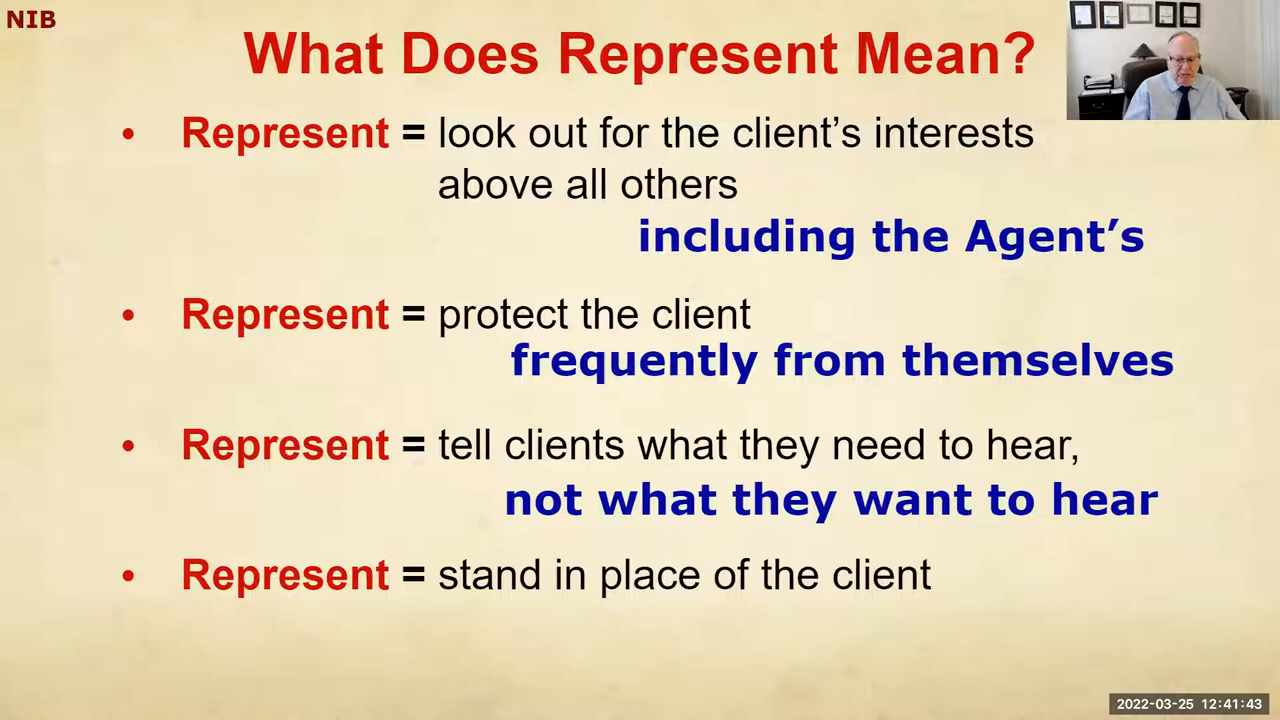 NIB
What Does Represent Mean?
• Represent = look out for the client’s interests
above all others
including the Agent’s
• Represent = protect the client
frequently from themselves
• Represent = tell clients what they need to hear,
not what they want to hear
• Represent = stand in place of the client
2022-03-25 12:41:43